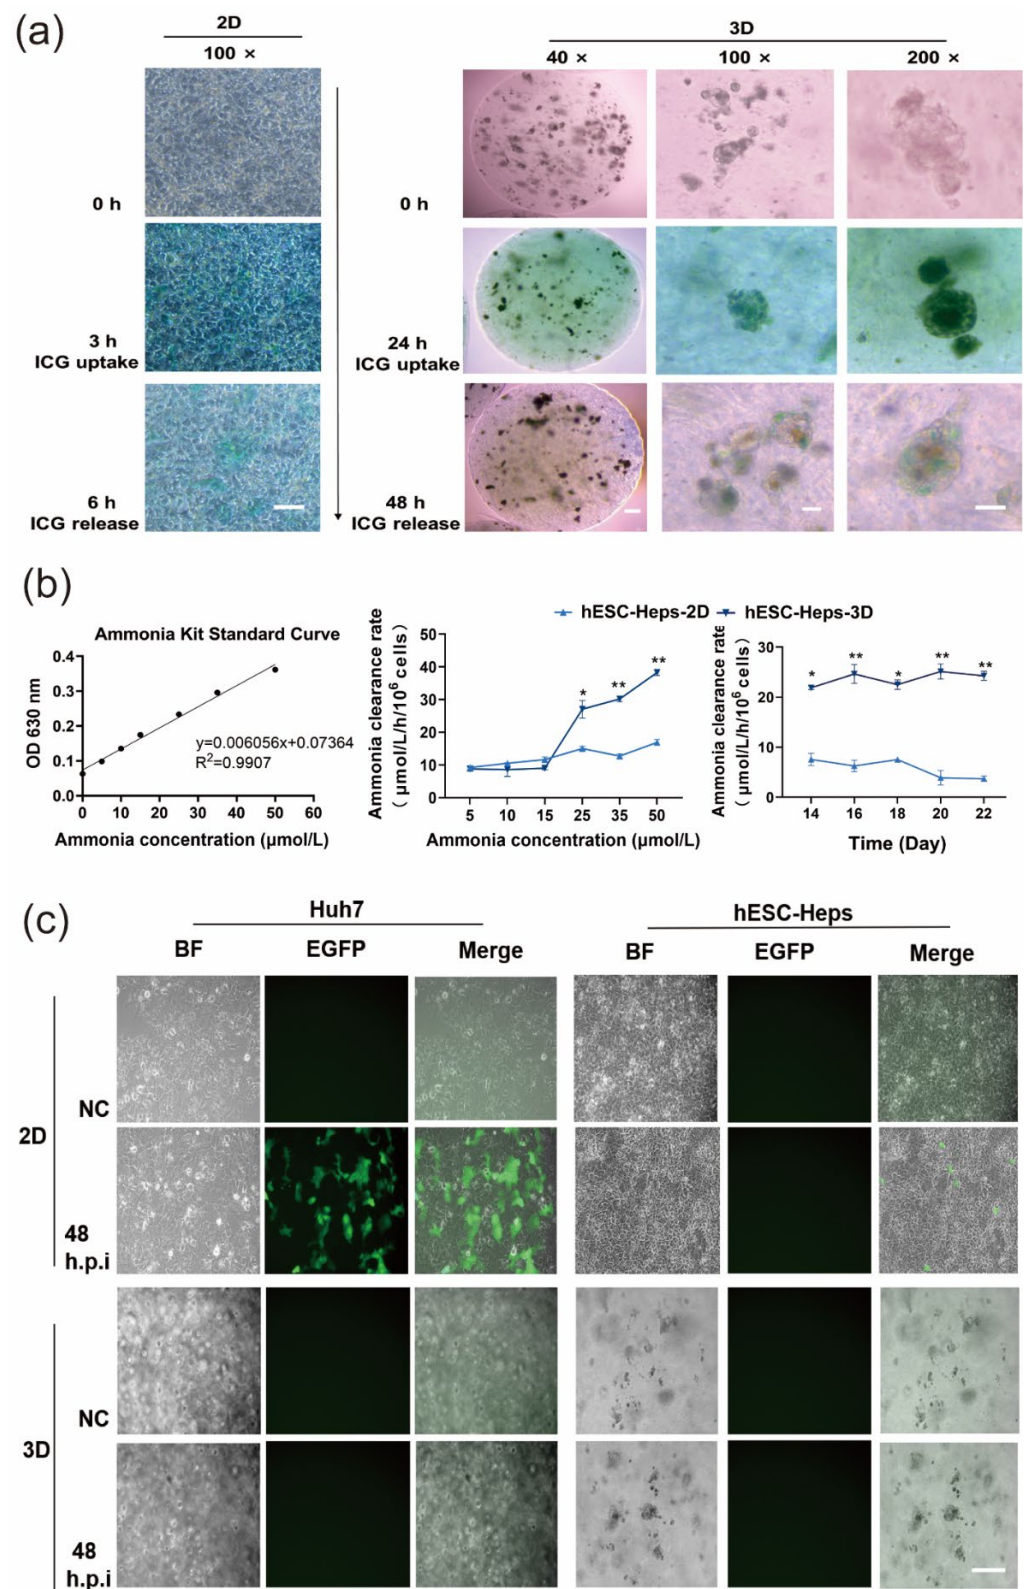 (a)
2D
3D
100 ×
40 ×
100 ×
200 ×
0 h
0 h
3 h
ICG uptake
24 h
ICG uptake
6 h
ICG release
48 h
ICG release
(b)
hESC-Heps-2D
hESC-Heps-3D
Ammonia Kit Standard Curve
OD 630 nm
0.4
0.3
0.2
0.1
0.0
y=0.006056x+0.07364
R²=0.9907
0 10 20 30 40 50 60
Ammonia concentration (μmol/L)
Ammonia clearance rate
( μmol/L/h/10⁶ cells)
50
40
30
20
10
0
* ** **
5 10 15 25 35 50
Ammonia concentration (μmol/L)
Ammonia clearance rate
( μmol/L/h/10⁶ cells)
30
20
10
0
* ** * ** **
14 16 18 20 22
Time (Day)
(c)
Huh7
hESC-Heps
BF EGFP Merge
BF EGFP Merge
2D
NC
48
h.p.i
3D
NC
48
h.p.i